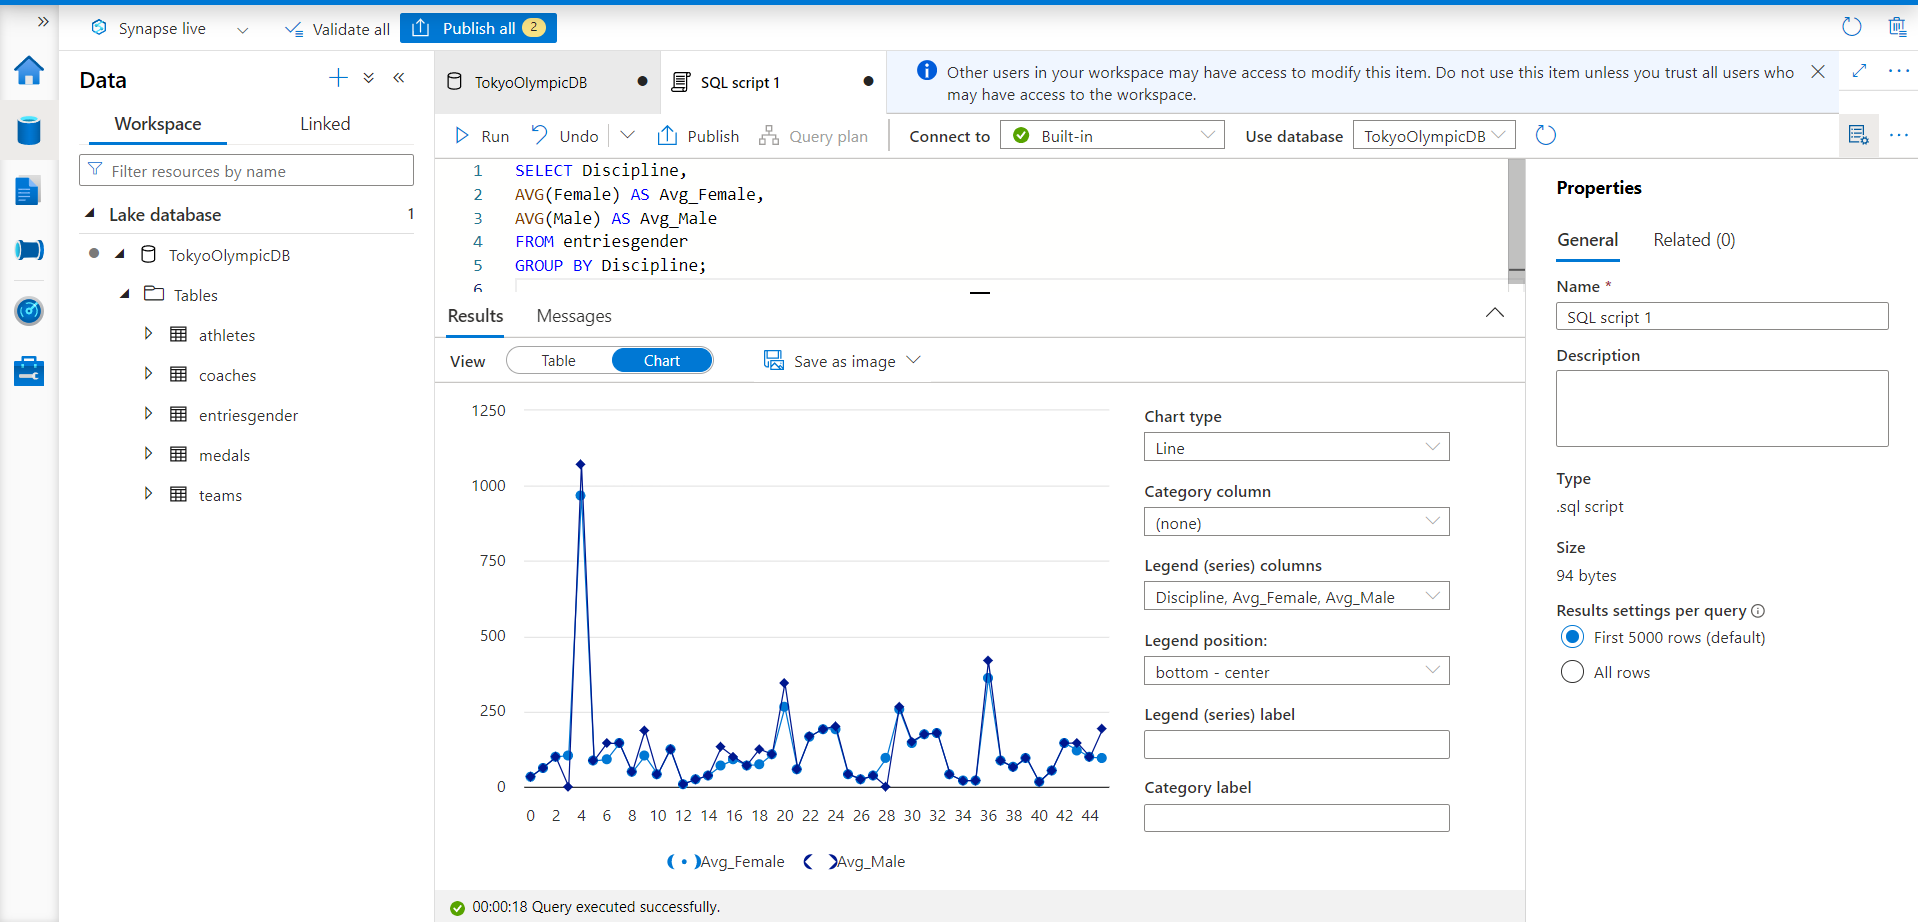 Synapse live
Validate all
Publish all 2
Data
Workspace
Linked
Filter resources by name
Lake database
1
TokyoOlympicDB
Tables
athletes
coaches
entriesgender
medals
teams
TokyoOlympicDB
SQL script 1
Other users in your workspace may have access to modify this item. Do not use this item unless you trust all users who
may have access to the workspace.
Run
Undo
Publish
Query plan
Connect to
Built-in
Use database
TokyoOlympicDB
1 SELECT Discipline,
2 AVG(Female) AS Avg_Female,
3 AVG(Male) AS Avg_Male
4 FROM entriesgender
5 GROUP BY Discipline;
6
Results
Messages
View
Table
Chart
Save as image
1250
1000
750
500
250
0
0 2 4 6 8 10 12 14 16 18 20 22 24 26 28 30 32 34 36 38 40 42 44
Avg_Female
Avg_Male
Chart type
Line
Category column
(none)
Legend (series) columns
Discipline, Avg_Female, Avg_Male
Legend position:
bottom - center
Legend (series) label
Category label
00:00:18 Query executed successfully.
Properties
General
Related (0)
Name *
SQL script 1
Description
Type
.sql script
Size
94 bytes
Results settings per query
First 5000 rows (default)
All rows